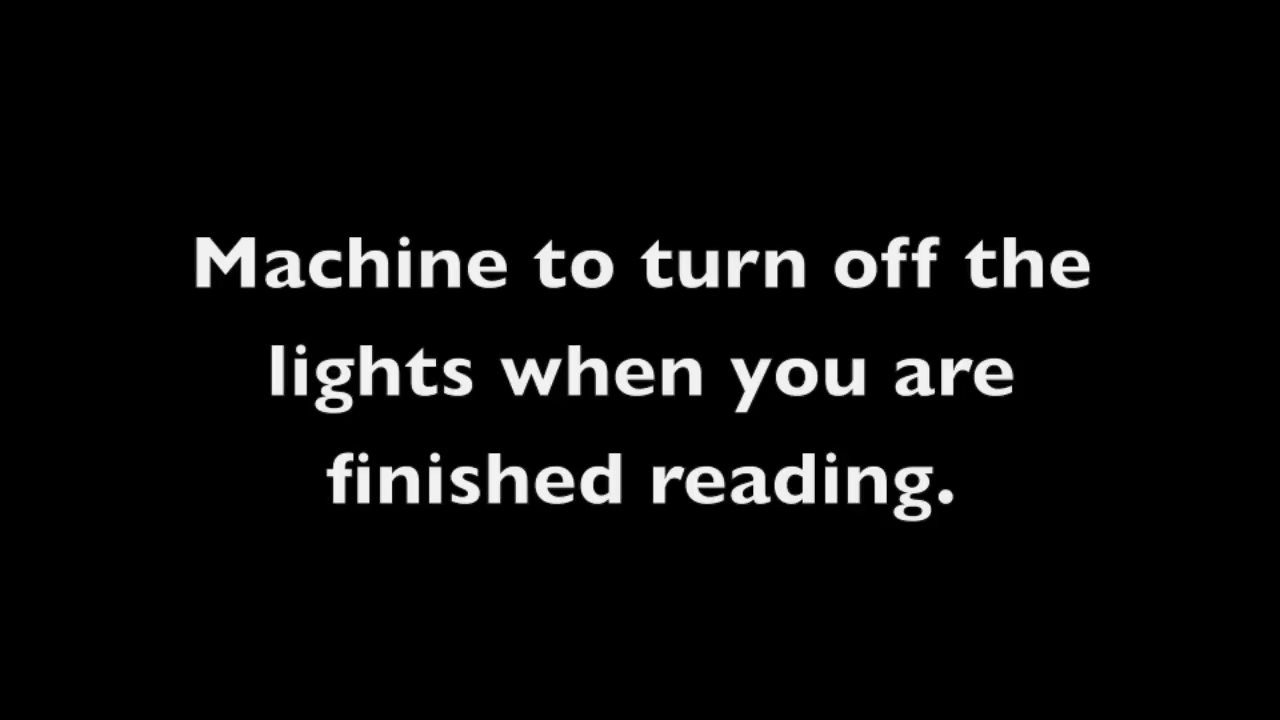 Machine to turn off the
lights when you are
finished reading.